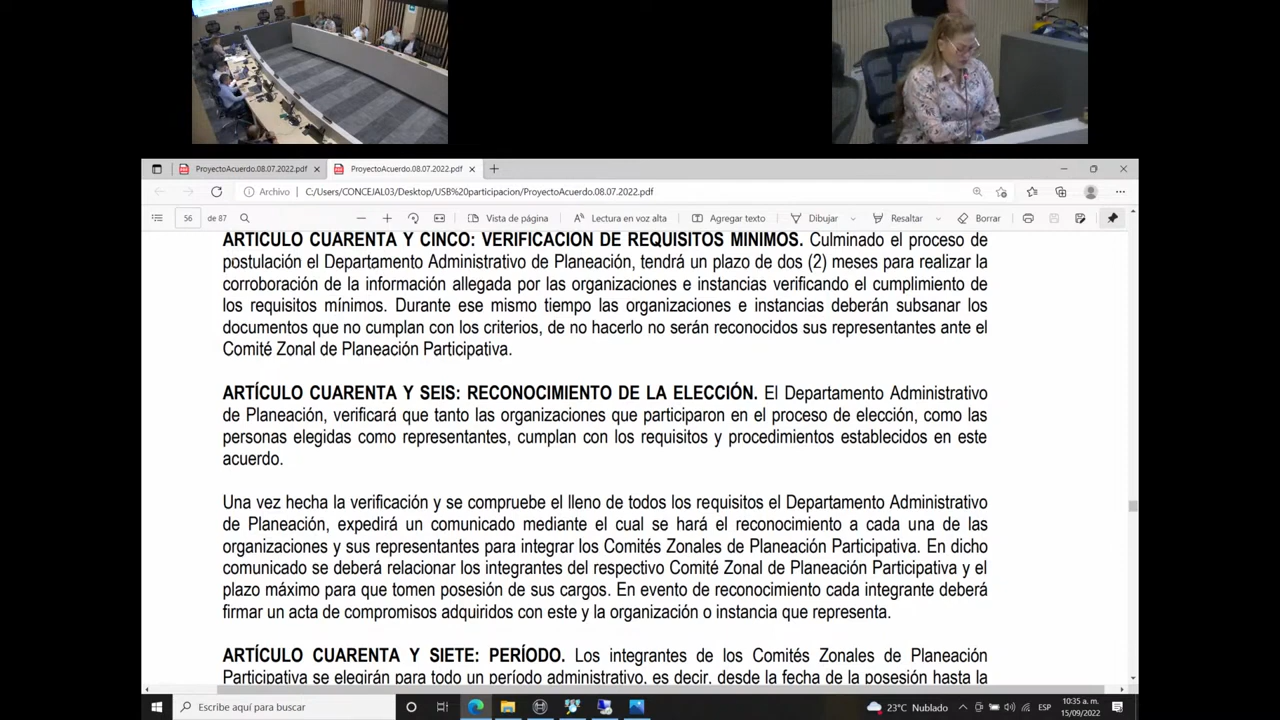 ProyectoAcuerdo.08.07.2022.pdf
ProyectoAcuerdo.08.07.2022.pdf
Archivo C:/Users/CONCEJAL03/Desktop/USB%20participacion/ProyectoAcuerdo.08.07.2022.pdf
56 de 87 Vista de página Lectura en voz alta Agregar texto Dibujar Resaltar Borrar
ARTÍCULO CUARENTA Y CINCO: VERIFICACIÓN DE REQUISITOS MÍNIMOS. Culminado el proceso de
postulación el Departamento Administrativo de Planeación, tendrá un plazo de dos (2) meses para realizar la
corroboración de la información allegada por las organizaciones e instancias verificando el cumplimiento de
los requisitos mínimos. Durante ese mismo tiempo las organizaciones e instancias deberán subsanar los
documentos que no cumplan con los criterios, de no hacerlo no serán reconocidos sus representantes ante el
Comité Zonal de Planeación Participativa.
ARTÍCULO CUARENTA Y SEIS: RECONOCIMIENTO DE LA ELECCIÓN. El Departamento Administrativo
de Planeación, verificará que tanto las organizaciones que participaron en el proceso de elección, como las
personas elegidas como representantes, cumplan con los requisitos y procedimientos establecidos en este
acuerdo.
Una vez hecha la verificación y se compruebe el lleno de todos los requisitos el Departamento Administrativo
de Planeación, expedirá un comunicado mediante el cual se hará el reconocimiento a cada una de las
organizaciones y sus representantes para integrar los Comités Zonales de Planeación Participativa. En dicho
comunicado se deberá relacionar los integrantes del respectivo Comité Zonal de Planeación Participativa y el
plazo máximo para que tomen posesión de sus cargos. En evento de reconocimiento cada integrante deberá
firmar un acta de compromisos adquiridos con este y la organización o instancia que representa.
ARTÍCULO CUARENTA Y SIETE: PERÍODO. Los integrantes de los Comités Zonales de Planeación
Participativa se elegirán para todo un período administrativo, es decir, desde la fecha de la posesión hasta la
Escribe aquí para buscar
23°C Nublado
ESP
10:35 a. m.
15/09/2022